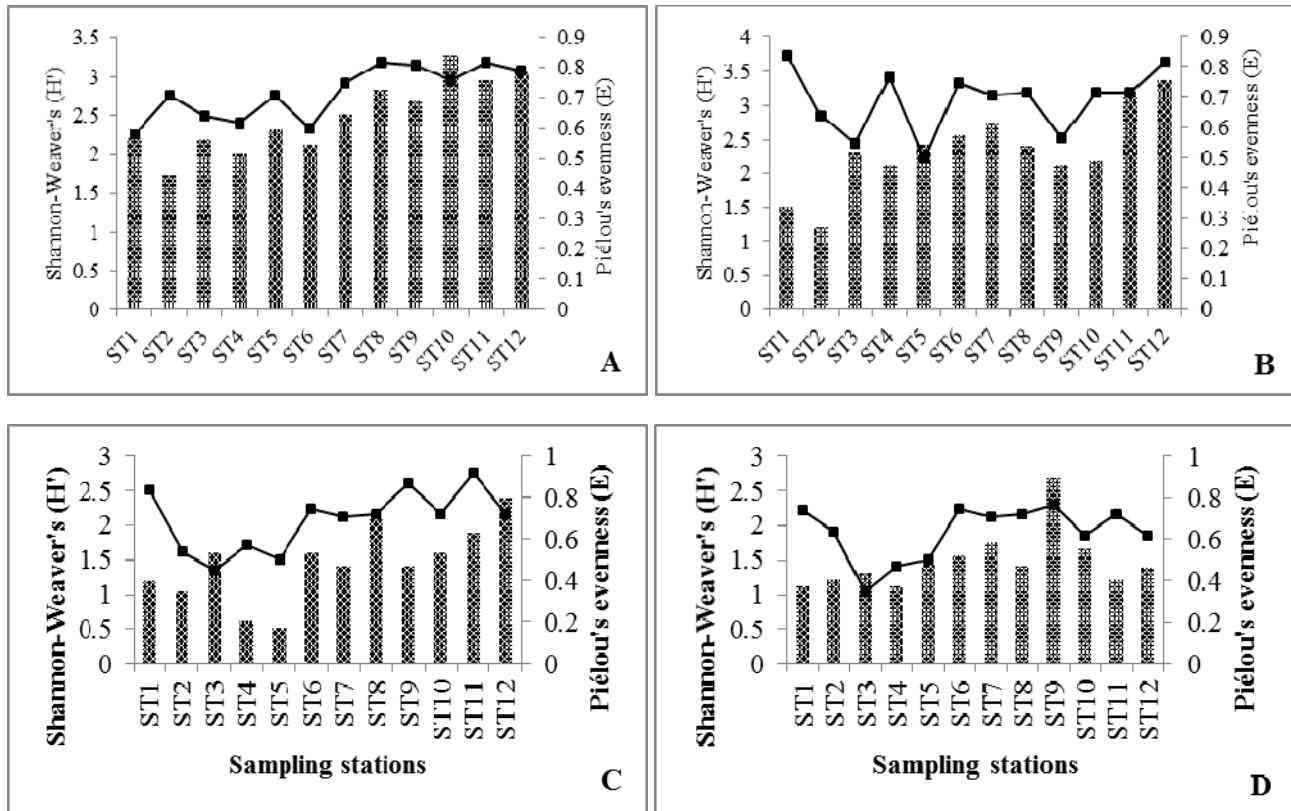 Shannon-Weaver's (H')
3.5
3
2.5
2
1.5
1
0.5
0
0.9
0.8
0.7
0.6
0.5
0.4
0.3
0.2
0.1
0
Piélou's evenness (E)
ST1
ST2
ST3
ST4
ST5
ST6
ST7
ST8
ST9
ST10
ST11
ST12
A
Shannon-Weaver's (H')
4
3.5
3
2.5
2
1.5
1
0.5
0
0.9
0.8
0.7
0.6
0.5
0.4
0.3
0.2
0.1
0
Piélou's evenness (E)
ST1
ST2
ST3
ST4
ST5
ST6
ST7
ST8
ST9
ST10
ST11
ST12
B
Shannon-Weaver's (H')
3
2.5
2
1.5
1
0.5
0
1
0.8
0.6
0.4
0.2
0
Piélou's evenness (E)
ST1
ST2
ST3
ST4
ST5
ST6
ST7
ST8
ST9
ST10
ST11
ST12
Sampling stations
C
Shannon-Weaver's (H')
3
2.5
2
1.5
1
0.5
0
1
0.8
0.6
0.4
0.2
0
Piélou's evenness (E)
ST1
ST2
ST3
ST4
ST5
ST6
ST7
ST8
ST9
ST10
ST11
ST12
Sampling stations
D